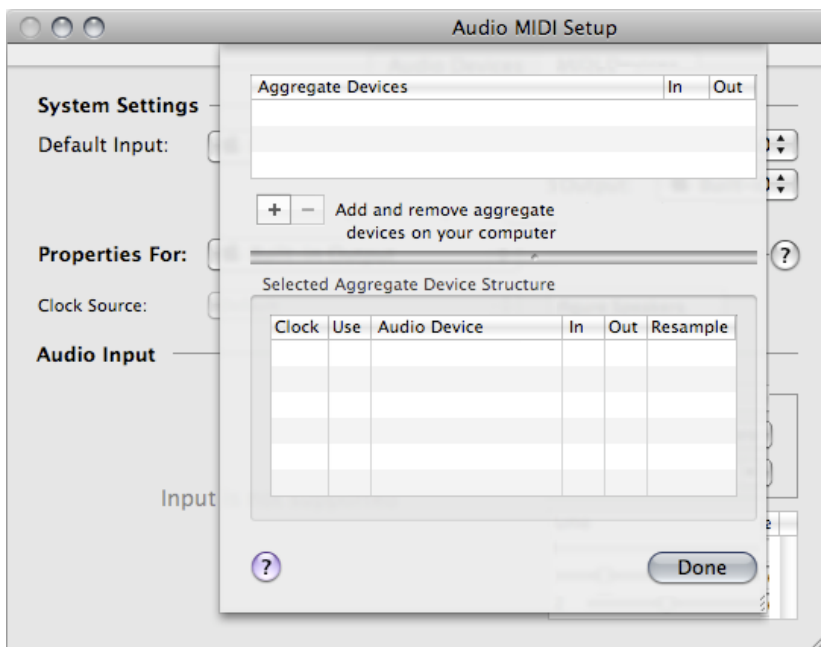 Audio MIDI Setup
Aggregate Devices In Out
System Settings
Default Input:
+ − Add and remove aggregate
devices on your computer
Properties For: ?
Selected Aggregate Device Structure
Clock Source:
Clock Use Audio Device In Out Resample
Audio Input
Input
? Done